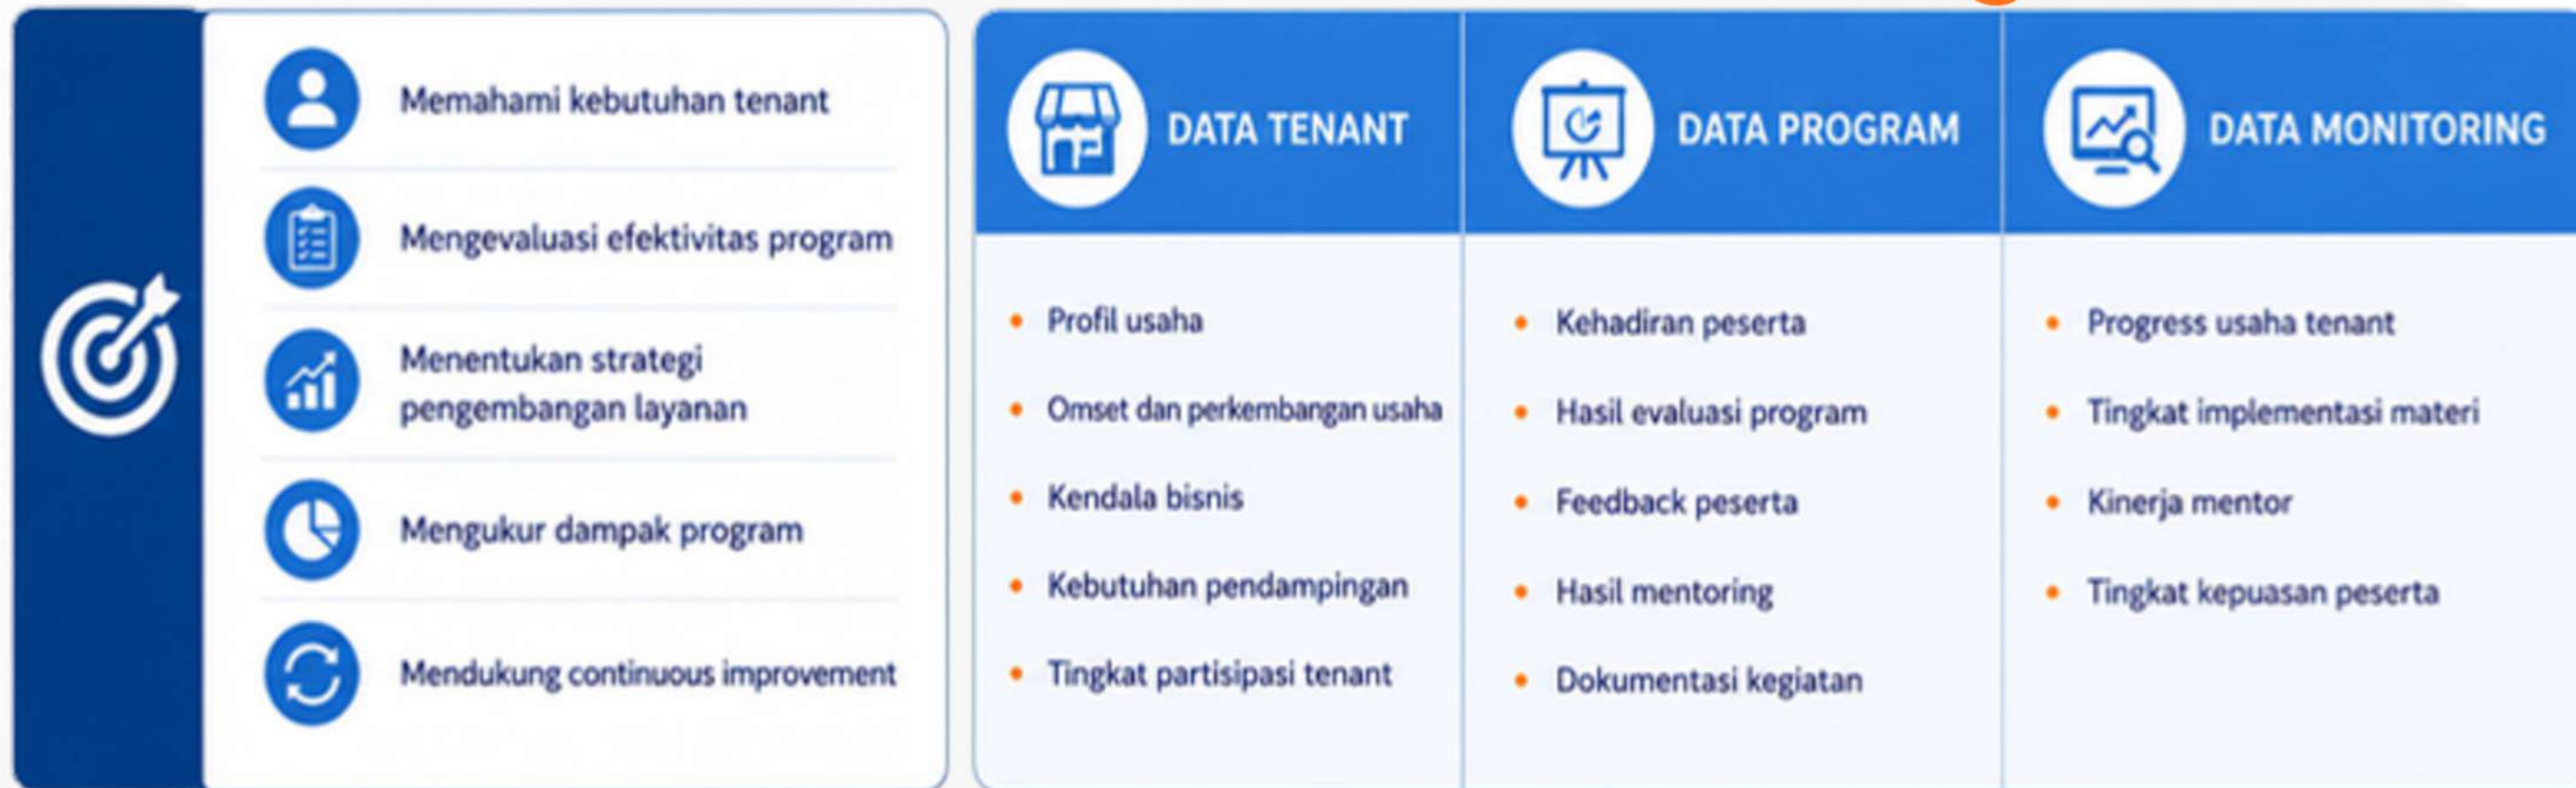 Memahami kebutuhan tenant
Mengevaluasi efektivitas program
Menentukan strategi
pengembangan layanan
Mengukur dampak program
Mendukung continuous improvement
DATA TENANT
Profil usaha
Omset dan perkembangan usaha
Kendala bisnis
Kebutuhan pendampingan
Tingkat partisipasi tenant
DATA PROGRAM
Kehadiran peserta
Hasil evaluasi program
Feedback peserta
Hasil mentoring
Dokumentasi kegiatan
DATA MONITORING
Progress usaha tenant
Tingkat implementasi materi
Kinerja mentor
Tingkat kepuasan peserta